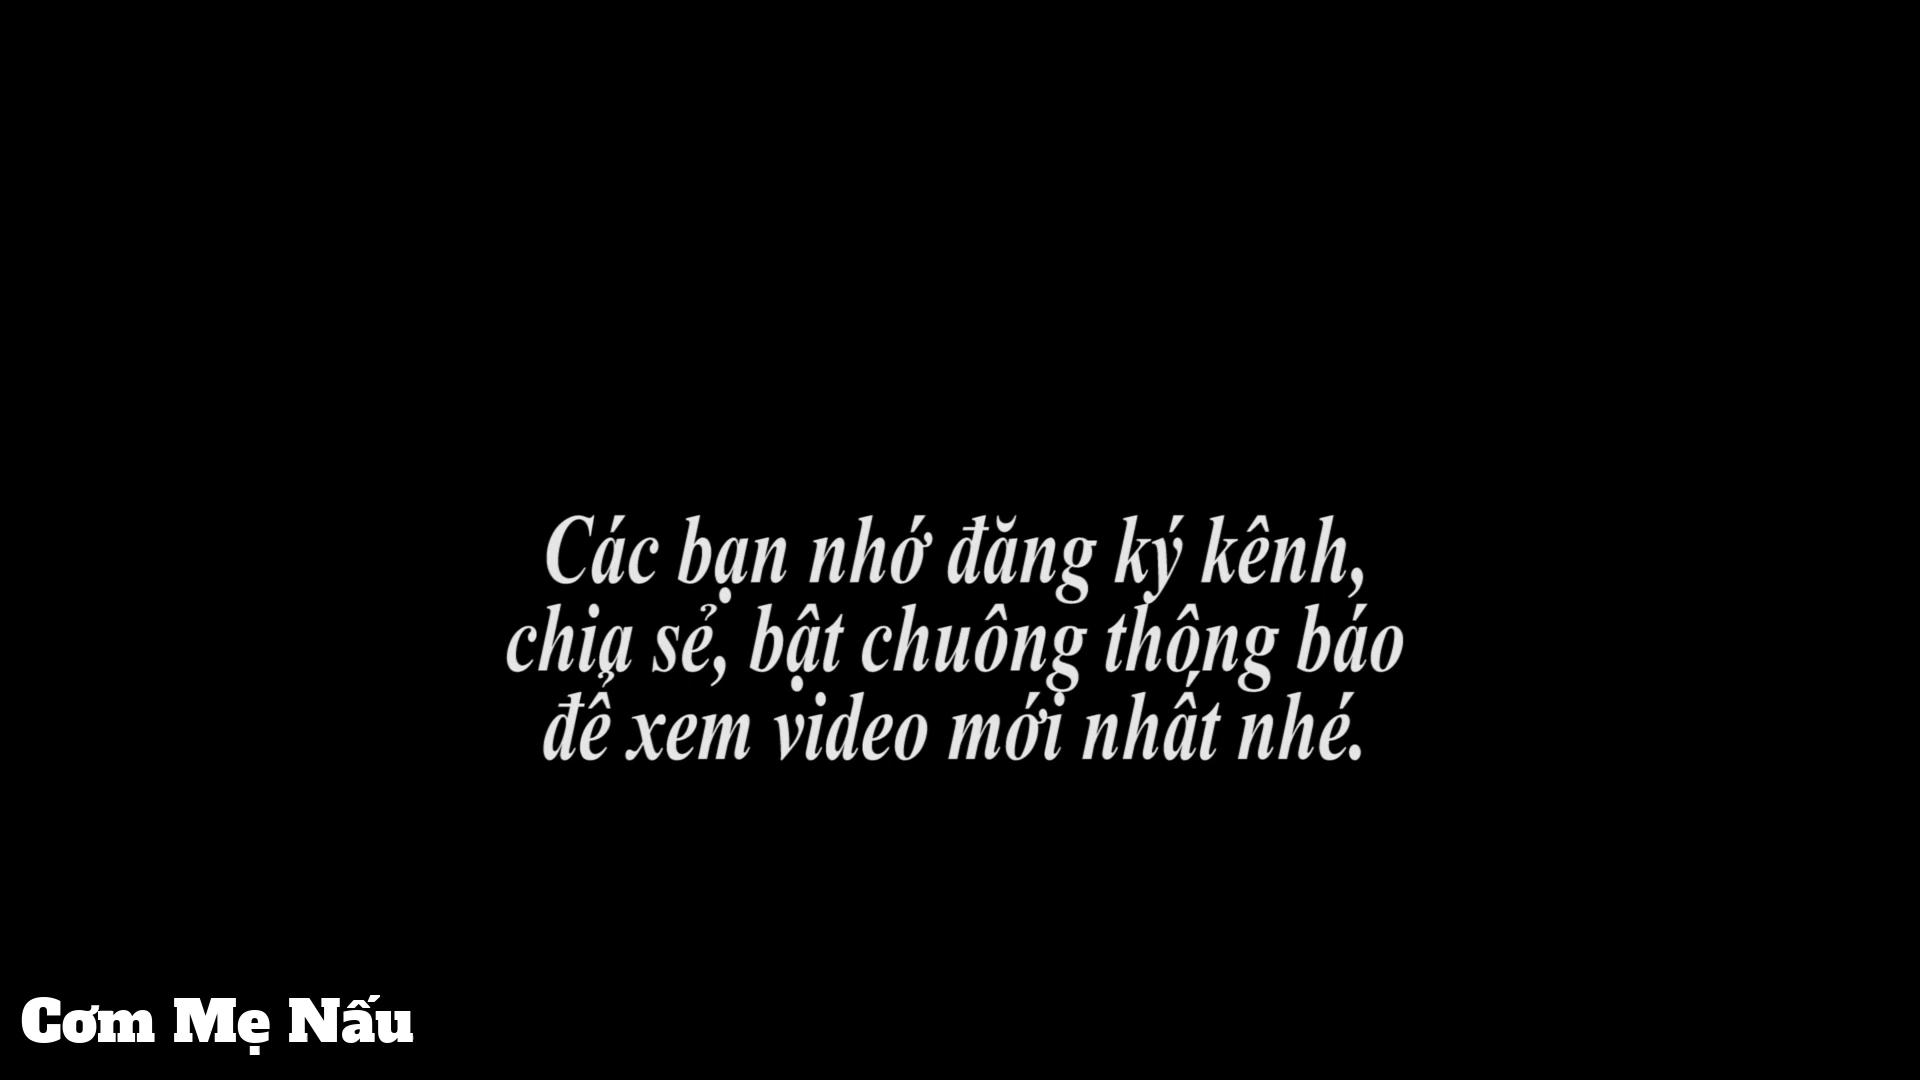 Các bạn nhớ đăng ký kênh,
chia sẻ, bật chuông thông báo
để xem video mới nhất nhé.
Cơm Mẹ Nấu